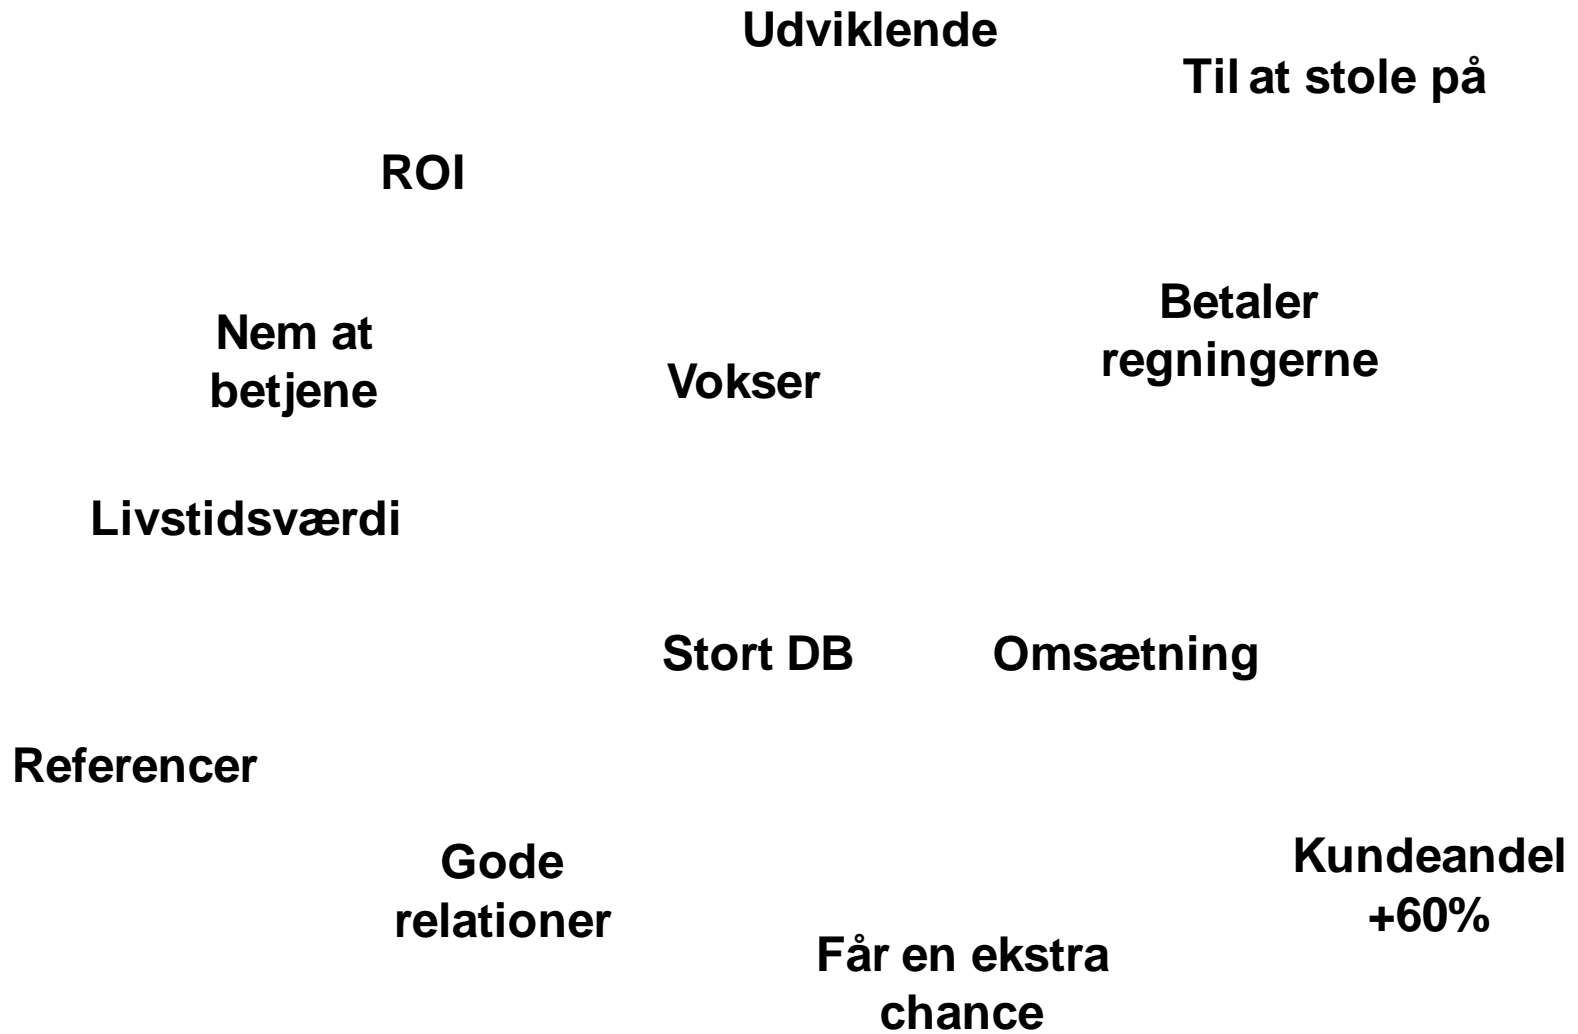 Udviklende
Til at stole på
ROI
Betaler
regningerne
Nem at
betjene
Vokser
Livstidsværdi
Stort DB
Omsætning
Referencer
Gode
relationer
Kundeandel
+60%
Får en ekstra
chance